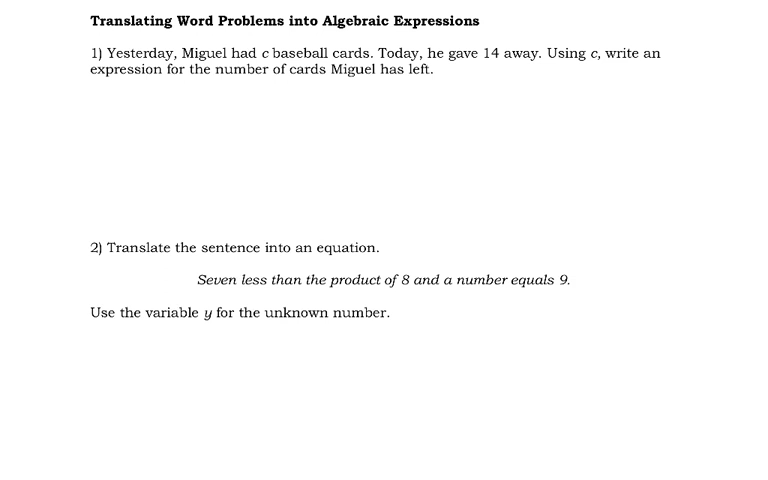 Translating Word Problems into Algebraic Expressions
1) Yesterday, Miguel had c baseball cards. Today, he gave 14 away. Using c, write an
expression for the number of cards Miguel has left.
2) Translate the sentence into an equation.
Seven less than the product of 8 and a number equals 9.
Use the variable y for the unknown number.